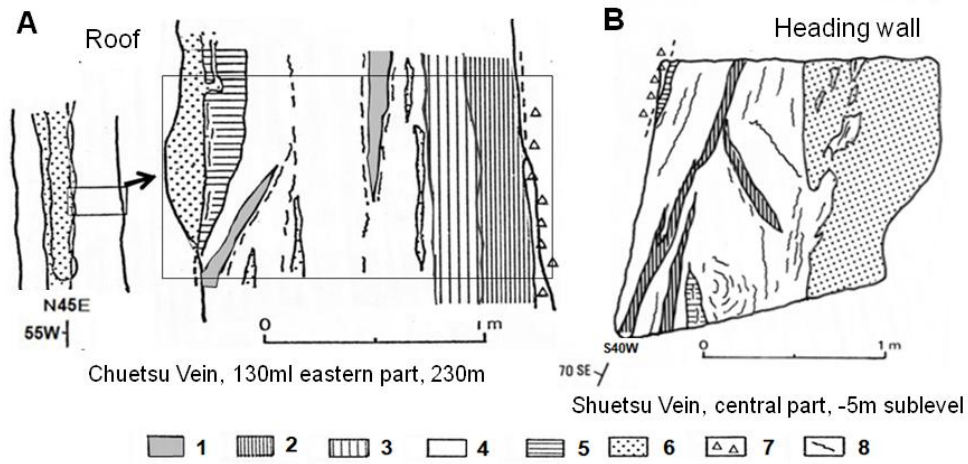 A
Roof
B
Heading wall
N45E
55W
0 1 m
Chuetsu Vein, 130ml eastern part, 230m
S40W
70 SE
0 1 m
Shuetsu Vein, central part, -5m sublevel
1 2 3 4 5 6 7 8